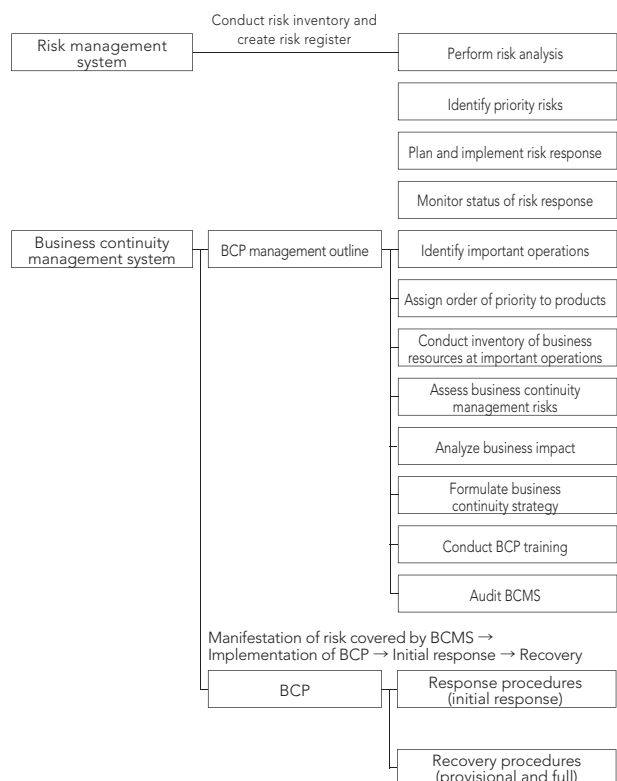 Conduct risk inventory and
create risk register
Risk management
system
Perform risk analysis
Identify priority risks
Plan and implement risk response
Monitor status of risk response
Business continuity
management system
BCP management outline
Identify important operations
Assign order of priority to products
Conduct inventory of business
resources at important operations
Assess business continuity
management risks
Analyze business impact
Formulate business
continuity strategy
Conduct BCP training
Audit BCMS
Manifestation of risk covered by BCMS →
Implementation of BCP → Initial response → Recovery
BCP
Response procedures
(initial response)
Recovery procedures
(provisional and full)